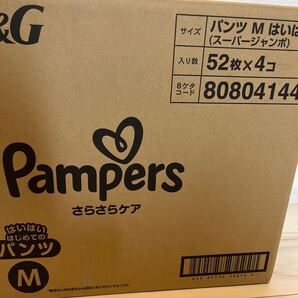 &G
サイズ
パンツ M はいは
(スーパージャンボ)
入り数
52枚×4コ
8ケタ
コード
80804144
Pampers
さらさらケア
はいはい
はじめての
パンツ
M